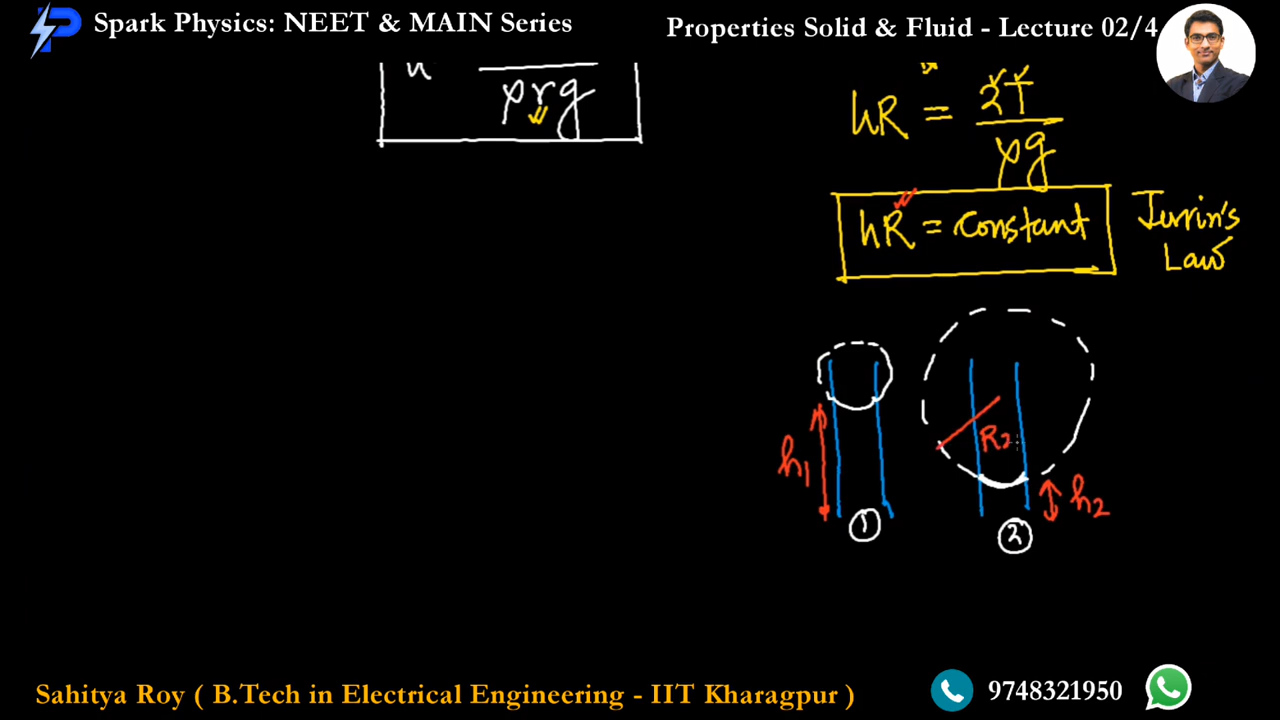 Spark Physics: NEET & MAIN Series
Properties Solid & Fluid - Lecture 02/4
ρrg
hR = 2T / ρg
hR = Constant
Jurrin's
Law
h1
R2
h2
1
2
Sahitya Roy ( B.Tech in Electrical Engineering - IIT Kharagpur )
9748321950